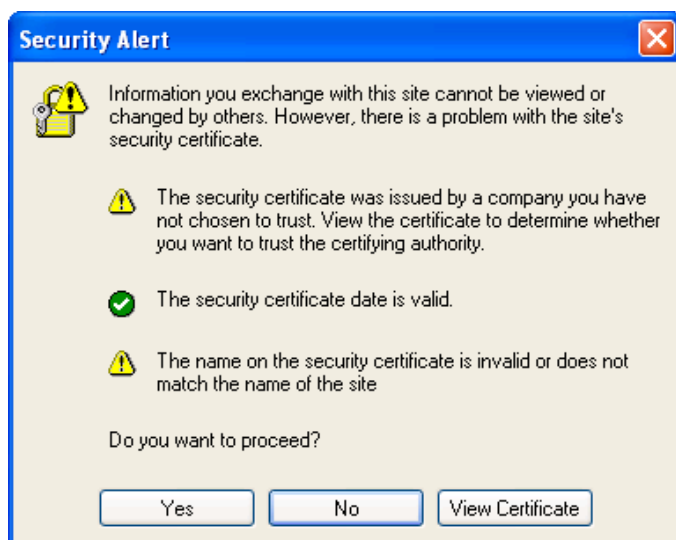 Security Alert
Information you exchange with this site cannot be viewed or
changed by others. However, there is a problem with the site's
security certificate.
The security certificate was issued by a company you have
not chosen to trust. View the certificate to determine whether
you want to trust the certifying authority.
The security certificate date is valid.
The name on the security certificate is invalid or does not
match the name of the site
Do you want to proceed?
Yes
No
View Certificate